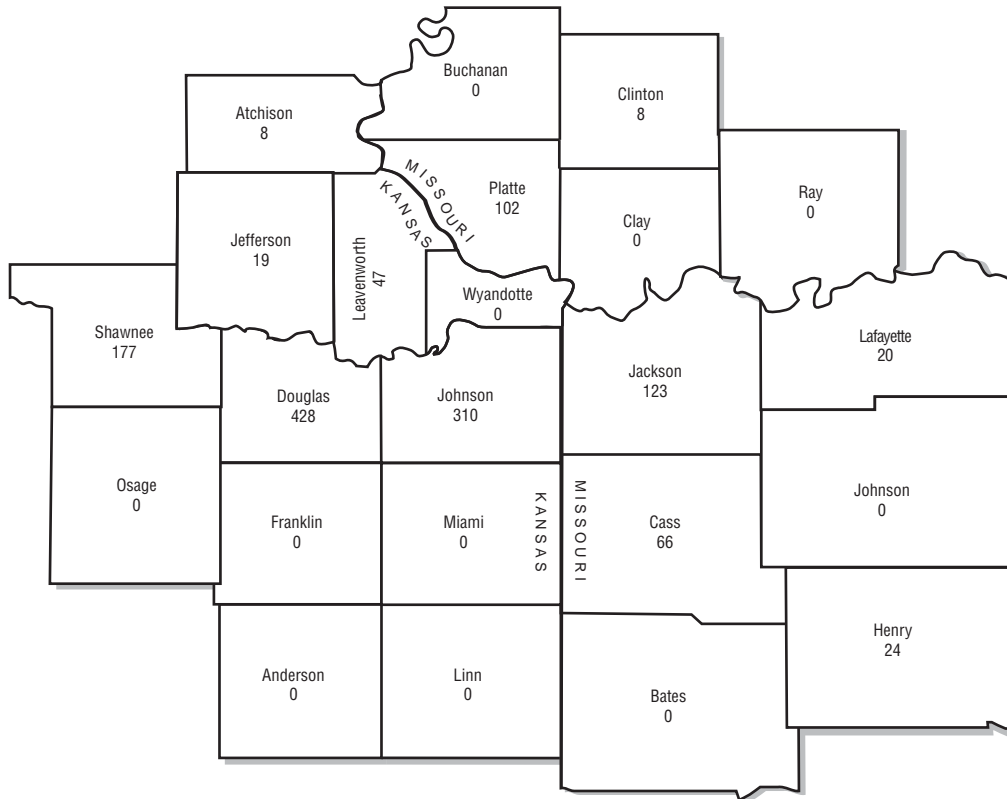 Buchanan
0
Clinton
8
Atchison
8
MISSOURI
KANSAS
Platte
102
Ray
0
Clay
0
Jefferson
19
Leavenworth
47
Wyandotte
0
Shawnee
177
Lafayette
20
Jackson
123
Douglas
428
Johnson
310
Osage
0
Johnson
0
Franklin
0
Miami
0
KANSAS
MISSOURI
Cass
66
Henry
24
Anderson
0
Linn
0
Bates
0